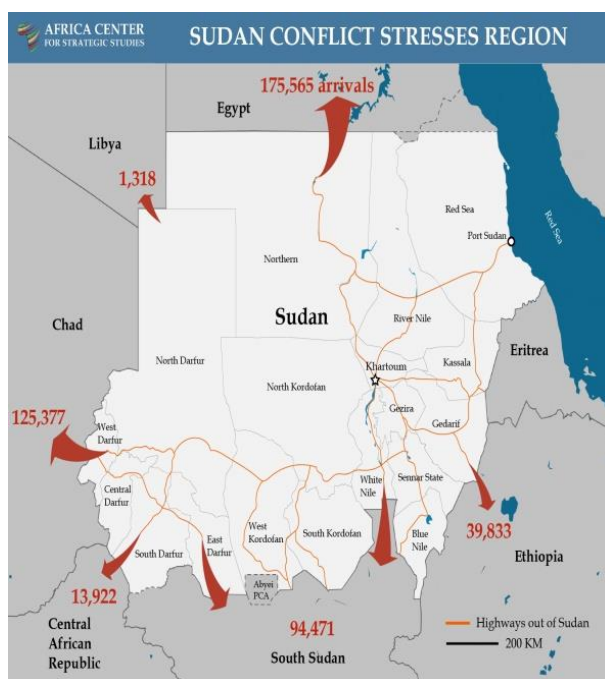 AFRICA CENTER
FOR STRATEGIC STUDIES
SUDAN CONFLICT STRESSES REGION
175,565 arrivals
Egypt
Libya
1,318
Red Sea
Red Sea
Port Sudan
Northern
Sudan
River Nile
Chad
Eritrea
North Darfur
Khartoum
Kassala
North Kordofan
Gezira
Gedarif
125,377
West
Darfur
White
Nile
Sennar State
Central
Darfur
West
Kordofan
South Kordofan
39,833
South Darfur
East
Darfur
Blue
Nile
Ethiopia
Abyei
PCA
13,922
94,471
Central
African
Republic
South Sudan
Highways out of Sudan
200 KM